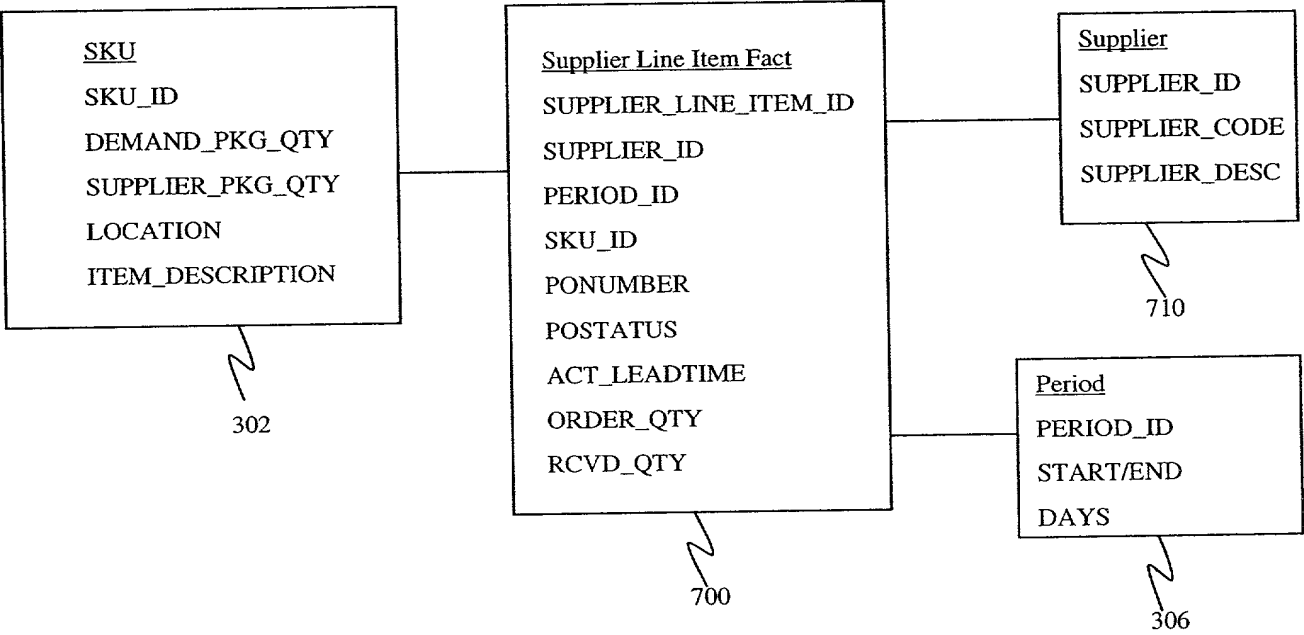 SKU
SKU_ID
DEMAND_PKG_QTY
SUPPLIER_PKG_QTY
LOCATION
ITEM_DESCRIPTION
302
Supplier Line Item Fact
SUPPLIER_LINE_ITEM_ID
SUPPLIER_ID
PERIOD_ID
SKU_ID
PONUMBER
POSTATUS
ACT_LEADTIME
ORDER_QTY
RCVD_QTY
700
Supplier
SUPPLIER_ID
SUPPLIER_CODE
SUPPLIER_DESC
710
Period
PERIOD_ID
START/END
DAYS
306